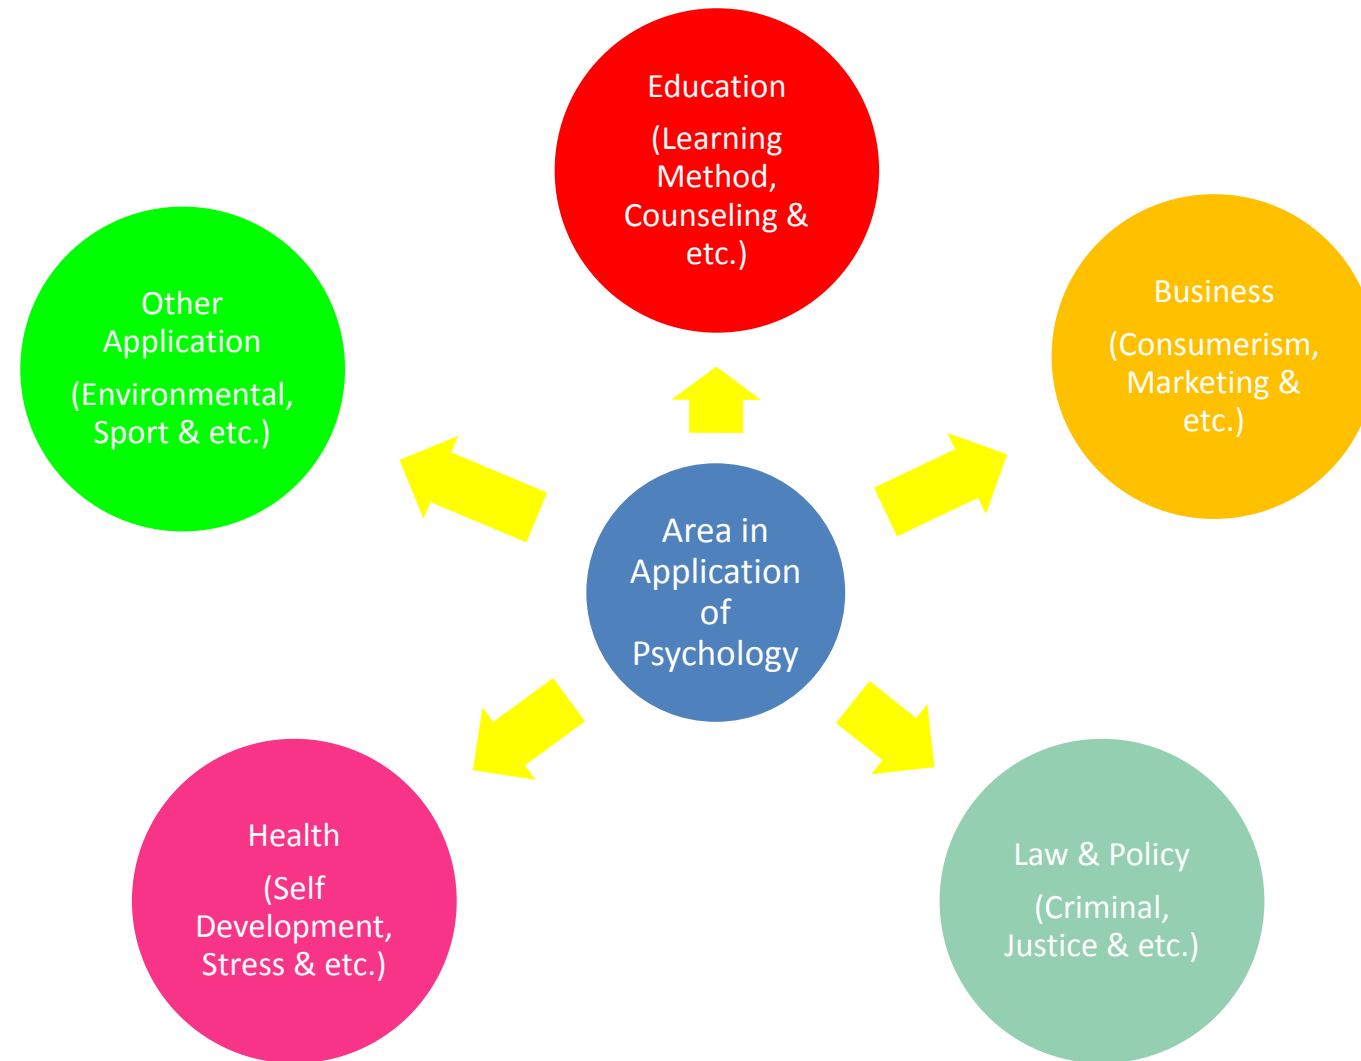 Education
(Learning
Method,
Counseling &
etc.)
Business
(Consumerism,
Marketing &
etc.)
Other
Application
(Environmental,
Sport & etc.)
Area in
Application
of
Psychology
Health
(Self
Development,
Stress & etc.)
Law & Policy
(Criminal,
Justice & etc.)